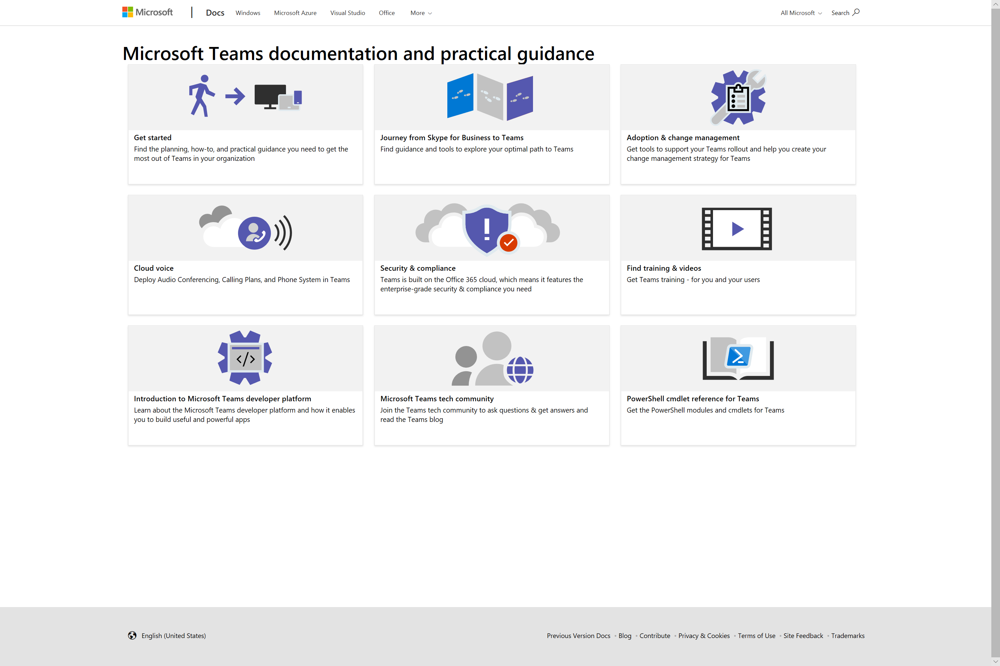 Microsoft
Docs
Windows
Microsoft Azure
Visual Studio
Office
More
All Microsoft
Search
Microsoft Teams documentation and practical guidance
Get started
Find the planning, how-to, and practical guidance you need to get the
most out of Teams in your organization
Journey from Skype for Business to Teams
Find guidance and tools to explore your optimal path to Teams
Adoption & change management
Get tools to support your Teams rollout and help you create your
change management strategy for Teams
Cloud voice
Deploy Audio Conferencing, Calling Plans, and Phone System in Teams
Security & compliance
Teams is built on the Office 365 cloud, which means it features the
enterprise-grade security & compliance you need
Find training & videos
Get Teams training - for you and your users
</>
Introduction to Microsoft Teams developer platform
Learn about the Microsoft Teams developer platform and how it enables
you to build useful and powerful apps
Microsoft Teams tech community
Join the Teams tech community to ask questions & get answers and
read the Teams blog
PowerShell cmdlet reference for Teams
Get the PowerShell modules and cmdlets for Teams
English (United States)
Previous Version Docs • Blog • Contribute • Privacy & Cookies • Terms of Use • Site Feedback • Trademarks